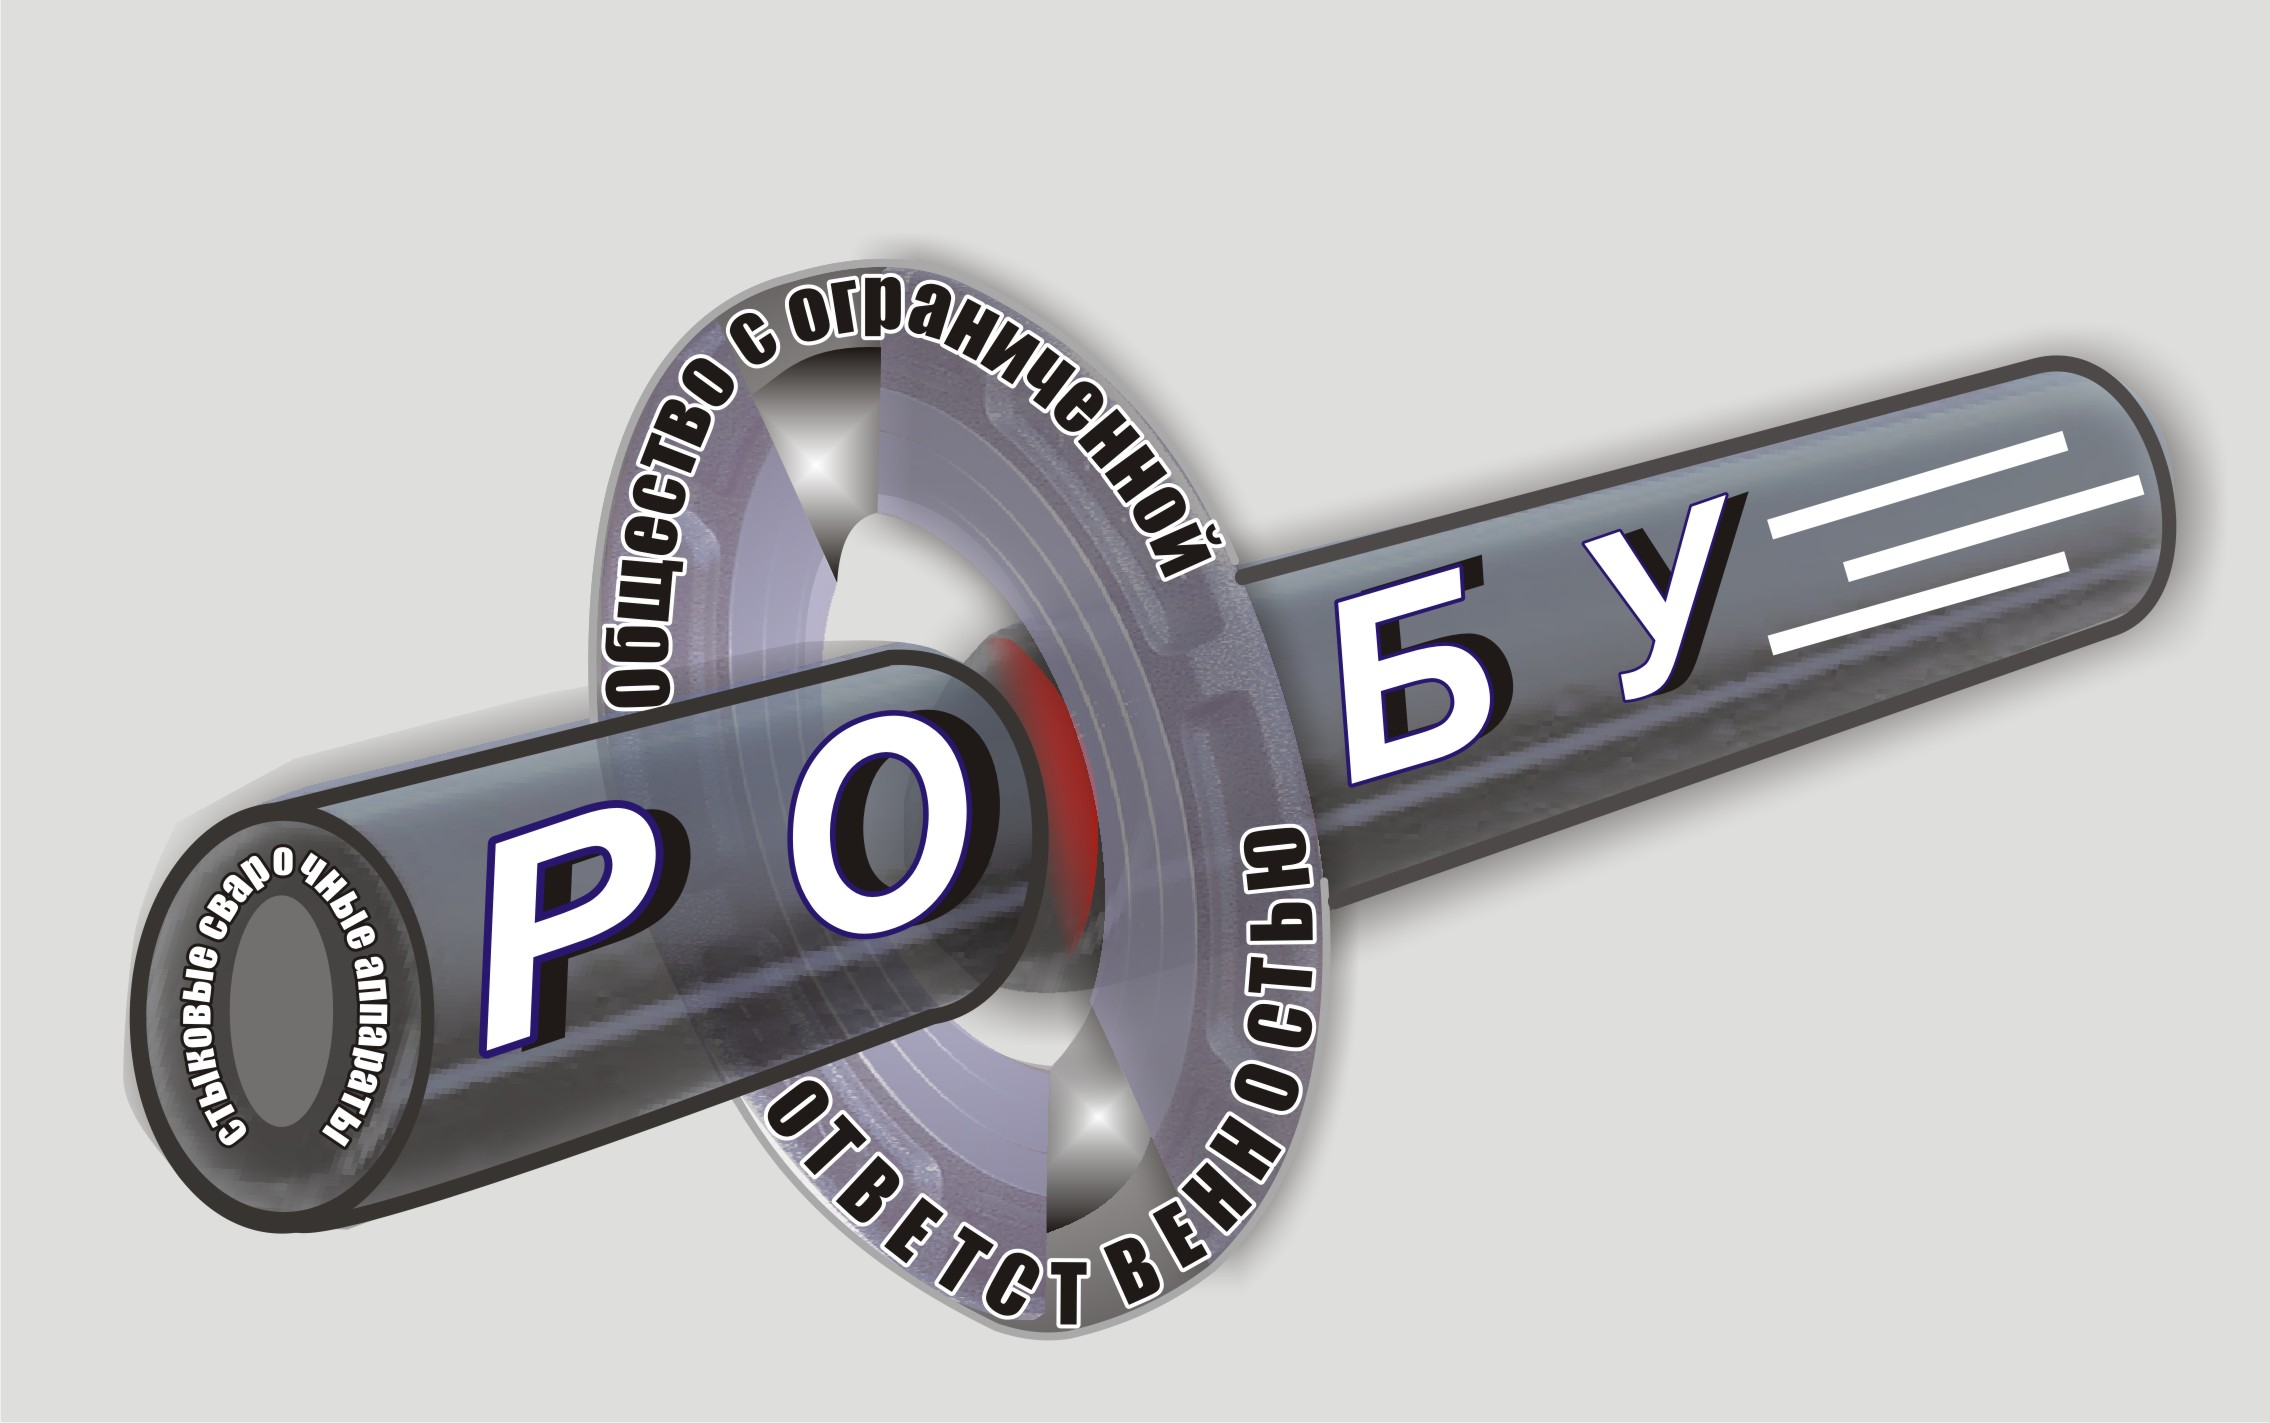 Общество с ограниченной
ответственностью
РО
БУ
стыковые сварочные аппараты